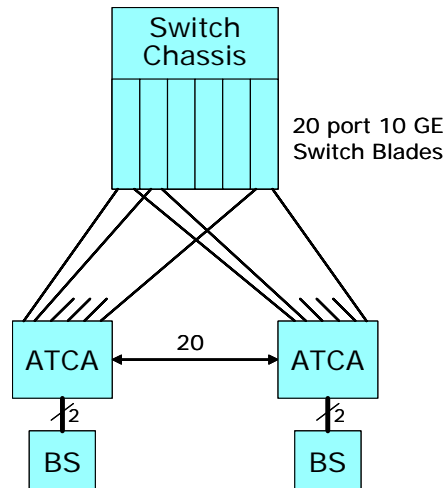 Switch
Chassis
20 port 10 GE
Switch Blades
ATCA
20
ATCA
2
2
BS
BS